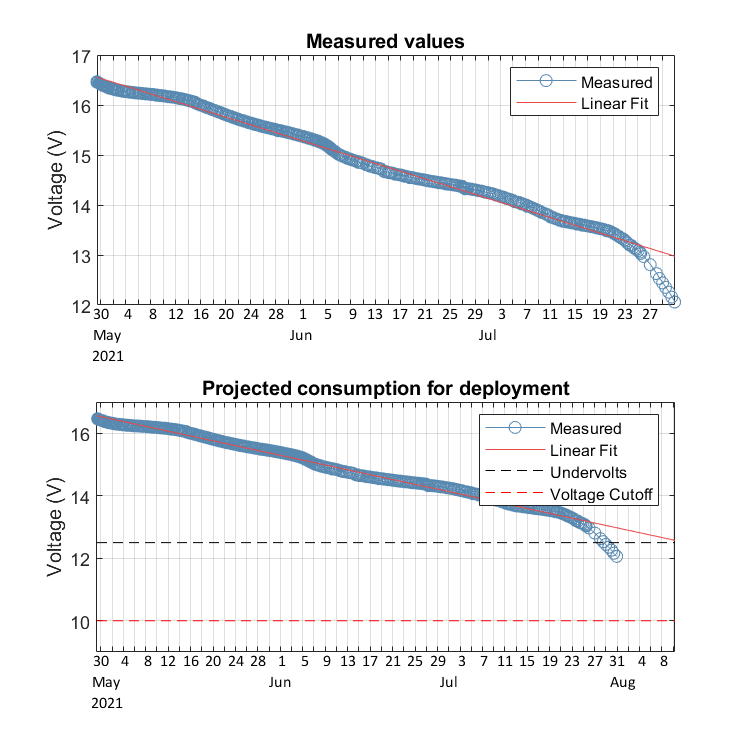 Measured values
Voltage (V)
17
16
15
14
13
12
Measured
Linear Fit
30 4 8 12 16 20 24 28 1 5 9 13 17 21 25 29 3 7 11 15 19 23 27
May Jun Jul
2021
Projected consumption for deployment
Voltage (V)
16
14
12
10
Measured
Linear Fit
Undervolts
Voltage Cutoff
30 4 8 12 16 20 24 28 1 5 9 13 17 21 25 29 3 7 11 15 19 23 27 31 4 8
May Jun Jul Aug
2021